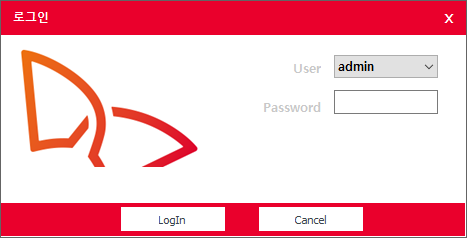 로그인 x
User admin
Password
LogIn Cancel